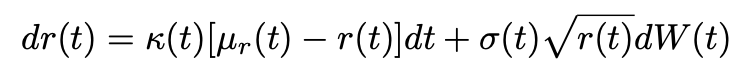 dr(t) = κ(t)[μ_r(t) − r(t)]dt + σ(t)√r(t)dW(t)